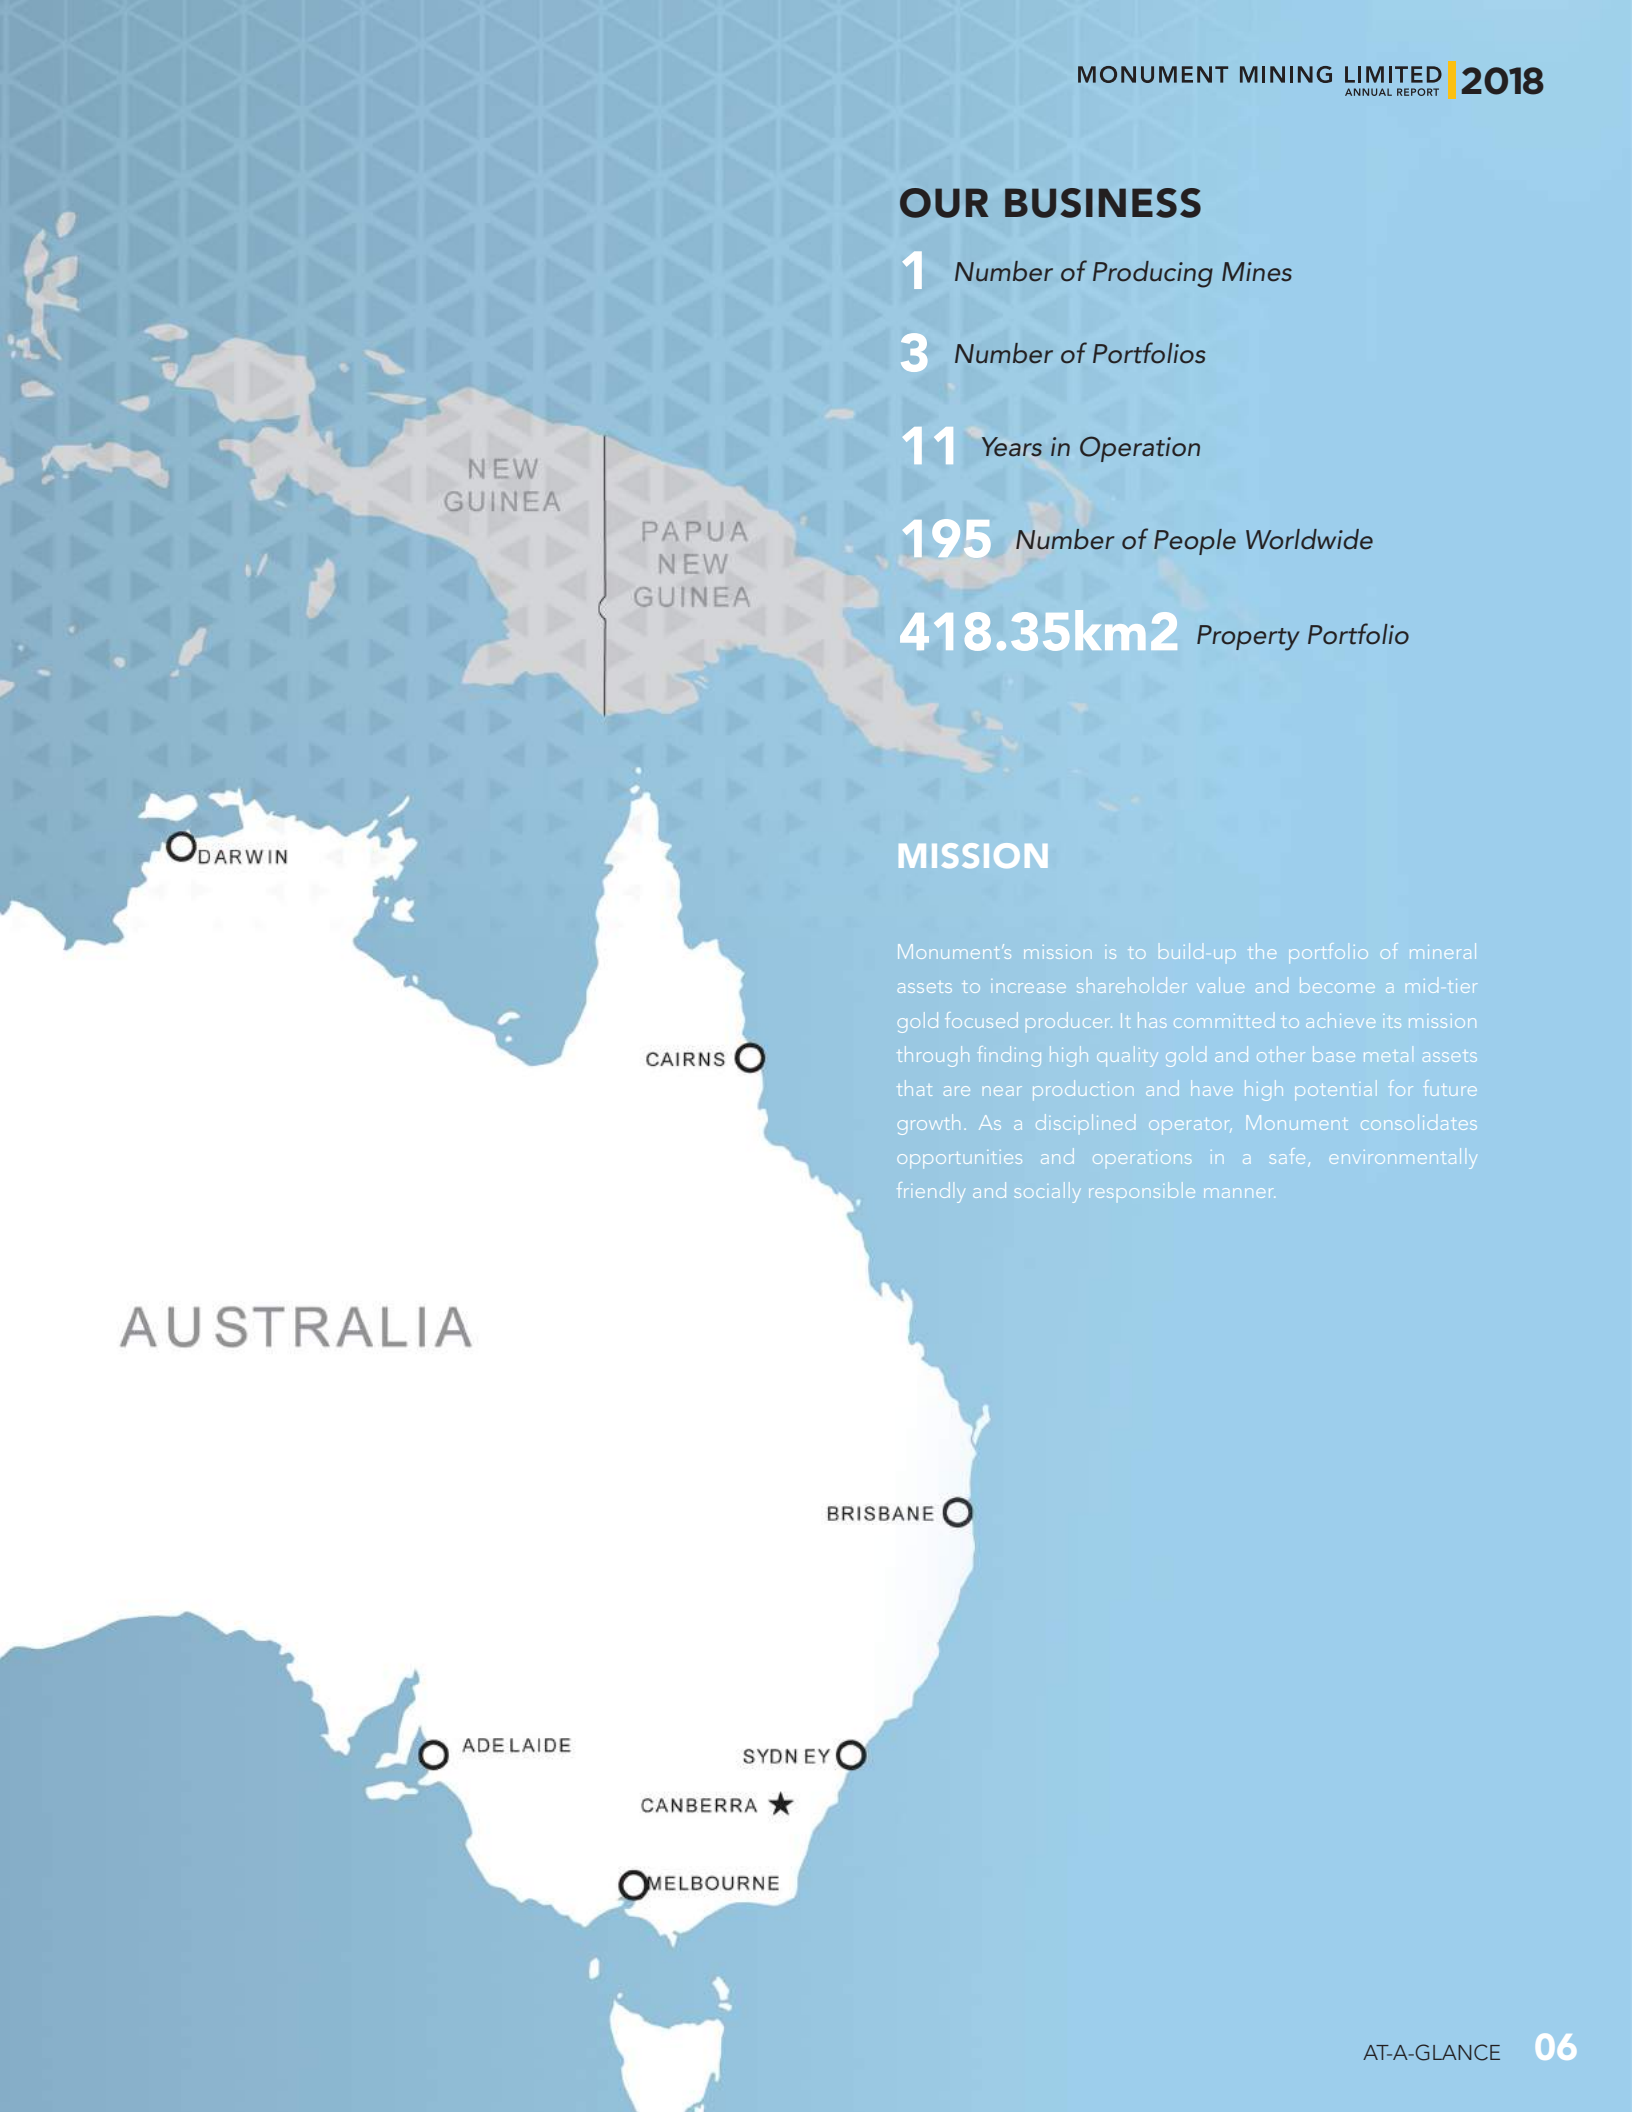 MONUMENT MINING LIMITED 2018
ANNUAL REPORT
OUR BUSINESS
1 Number of Producing Mines
3 Number of Portfolios
11 Years in Operation
195 Number of People Worldwide
418.35km2 Property Portfolio
NEW
GUINEA
PAPUA
NEW
GUINEA
MISSION
Monument's mission is to build-up the portfolio of mineral
assets to increase shareholder value and become a mid-tier
gold focused producer. It has committed to achieve its mission
through finding high quality gold and other base metal assets
that are near production and have high potential for future
growth. As a disciplined operator, Monument consolidates
opportunities and operations in a safe, environmentally
friendly and socially responsible manner.
DARWIN
CAIRNS
AUSTRALIA
BRISBANE
ADELAIDE
SYDNEY
CANBERRA
MELBOURNE
AT-A-GLANCE 06